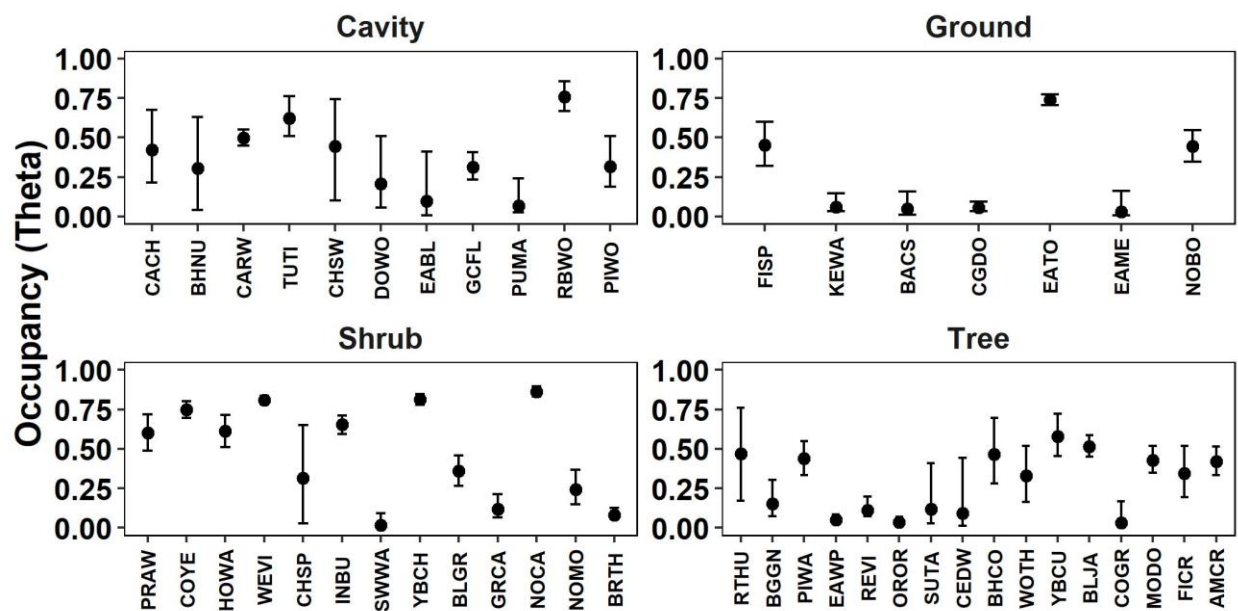 Cavity
Ground
Occupancy (Theta)
1.00
0.75
0.50
0.25
0.00
CACH BHNU CARW TUTI CHSW DOWO EABL GCFL PUMA RBWO PIWO
1.00
0.75
0.50
0.25
0.00
FISP KEWA BACS CGDO EATO EAME NOBO
Shrub
Tree
1.00
0.75
0.50
0.25
0.00
PRAW COYE HOWA WEVI CHSP INBU SWWA YBCH BLGR GRCA NOCA NOMO BRTH
1.00
0.75
0.50
0.25
0.00
RTHU BGGN PIWA EAWP REVI OROR SUTA CEDW BHCO WOTH YBCU BLJA COGR MODO FICR AMCR